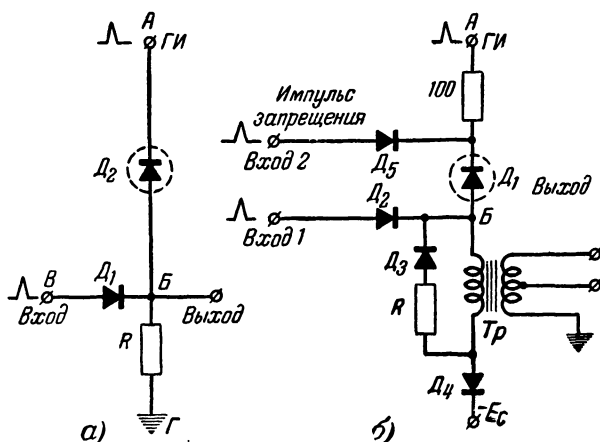 А
ГИ
Д₂
В
Вход
Д₁
Б
Выход
R
Г
а)
А
ГИ
100
Импульс
запрещения
Вход 2
Д₅
Д₁
Выход
Д₂
Б
Вход 1
Д₃
R
Тр
Д₄
-Ес
б)